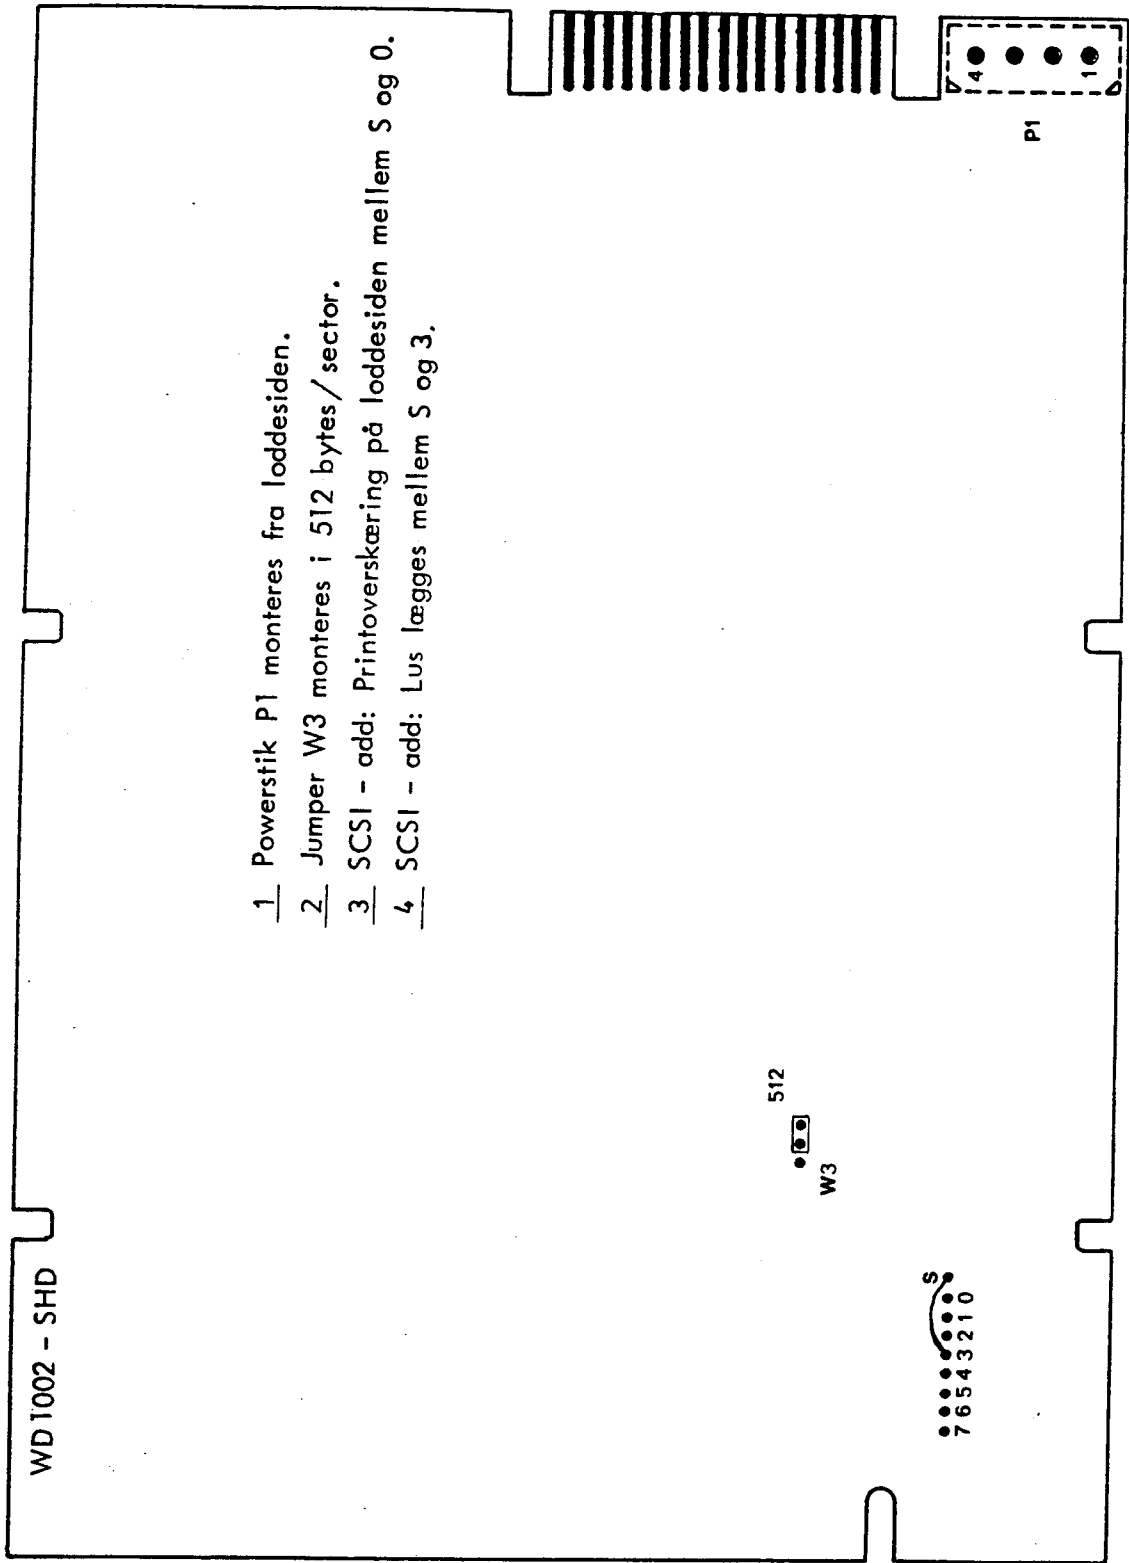 WD1002 - SHD
1 Powerstik P1 monteres fra loddesiden.
2 Jumper W3 monteres i 512 bytes/sector.
3 SCSI - add: Printoverskæring på loddesiden mellem S og 0.
4 SCSI - add: Lus lægges mellem S og 3.
4
1
P1
512
W3
S
7 6 5 4 3 2 1 0